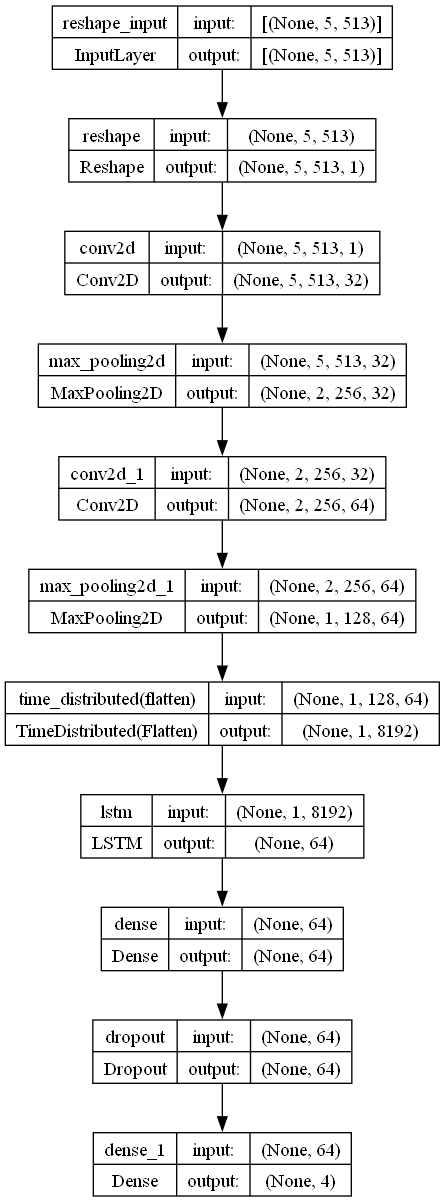 reshape_input input: [(None, 5, 513)]
InputLayer output: [(None, 5, 513)]
reshape input: (None, 5, 513)
Reshape output: (None, 5, 513, 1)
conv2d input: (None, 5, 513, 1)
Conv2D output: (None, 5, 513, 32)
max_pooling2d input: (None, 5, 513, 32)
MaxPooling2D output: (None, 2, 256, 32)
conv2d_1 input: (None, 2, 256, 32)
Conv2D output: (None, 2, 256, 64)
max_pooling2d_1 input: (None, 2, 256, 64)
MaxPooling2D output: (None, 1, 128, 64)
time_distributed(flatten) input: (None, 1, 128, 64)
TimeDistributed(Flatten) output: (None, 1, 8192)
lstm input: (None, 1, 8192)
LSTM output: (None, 64)
dense input: (None, 64)
Dense output: (None, 64)
dropout input: (None, 64)
Dropout output: (None, 64)
dense_1 input: (None, 64)
Dense output: (None, 4)